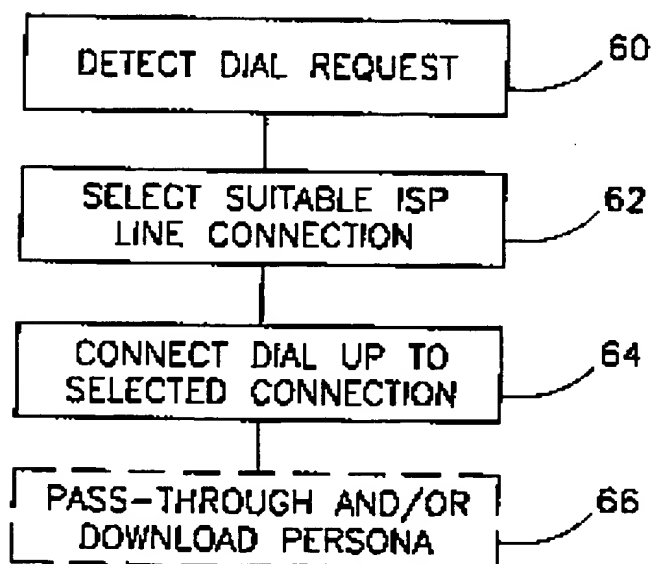 DETECT DIAL REQUEST
60
SELECT SUITABLE ISP
LINE CONNECTION
62
CONNECT DIAL UP TO
SELECTED CONNECTION
64
PASS-THROUGH AND/OR
DOWNLOAD PERSONA
66